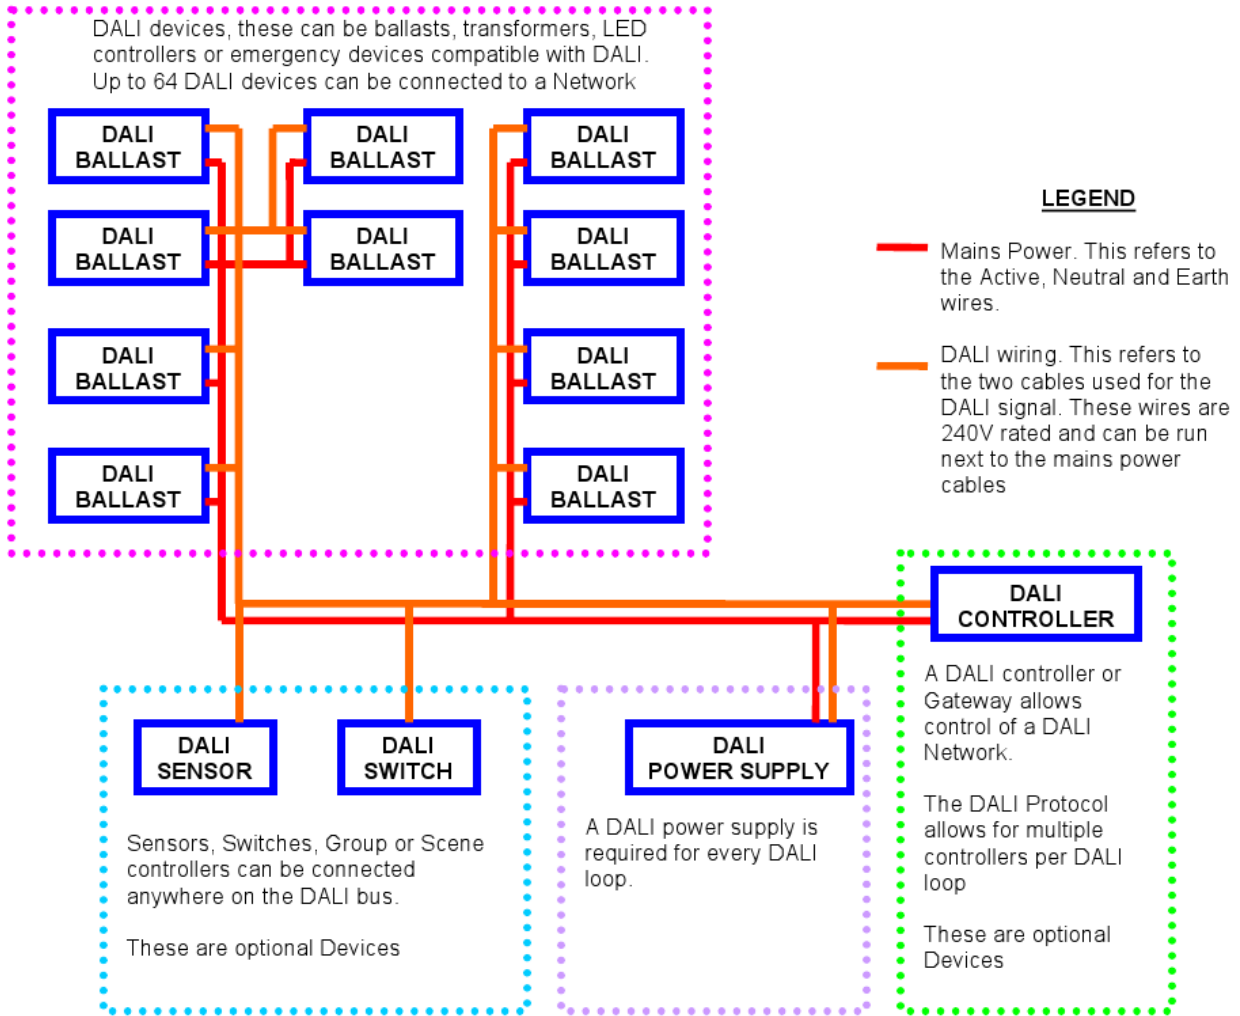 DALI devices, these can be ballasts, transformers, LED
controllers or emergency devices compatible with DALI.
Up to 64 DALI devices can be connected to a Network
DALI
BALLAST
DALI
BALLAST
DALI
BALLAST
DALI
BALLAST
DALI
BALLAST
DALI
BALLAST
DALI
BALLAST
DALI
BALLAST
DALI
BALLAST
DALI
BALLAST
LEGEND
Mains Power. This refers to
the Active, Neutral and Earth
wires.
DALI wiring. This refers to
the two cables used for the
DALI signal. These wires are
240V rated and can be run
next to the mains power
cables
DALI
CONTROLLER
A DALI controller or
Gateway allows
control of a DALI
Network.
The DALI Protocol
allows for multiple
controllers per DALI
loop
These are optional
Devices
DALI
SENSOR
DALI
SWITCH
Sensors, Switches, Group or Scene
controllers can be connected
anywhere on the DALI bus.
These are optional Devices
DALI
POWER SUPPLY
A DALI power supply is
required for every DALI
loop.